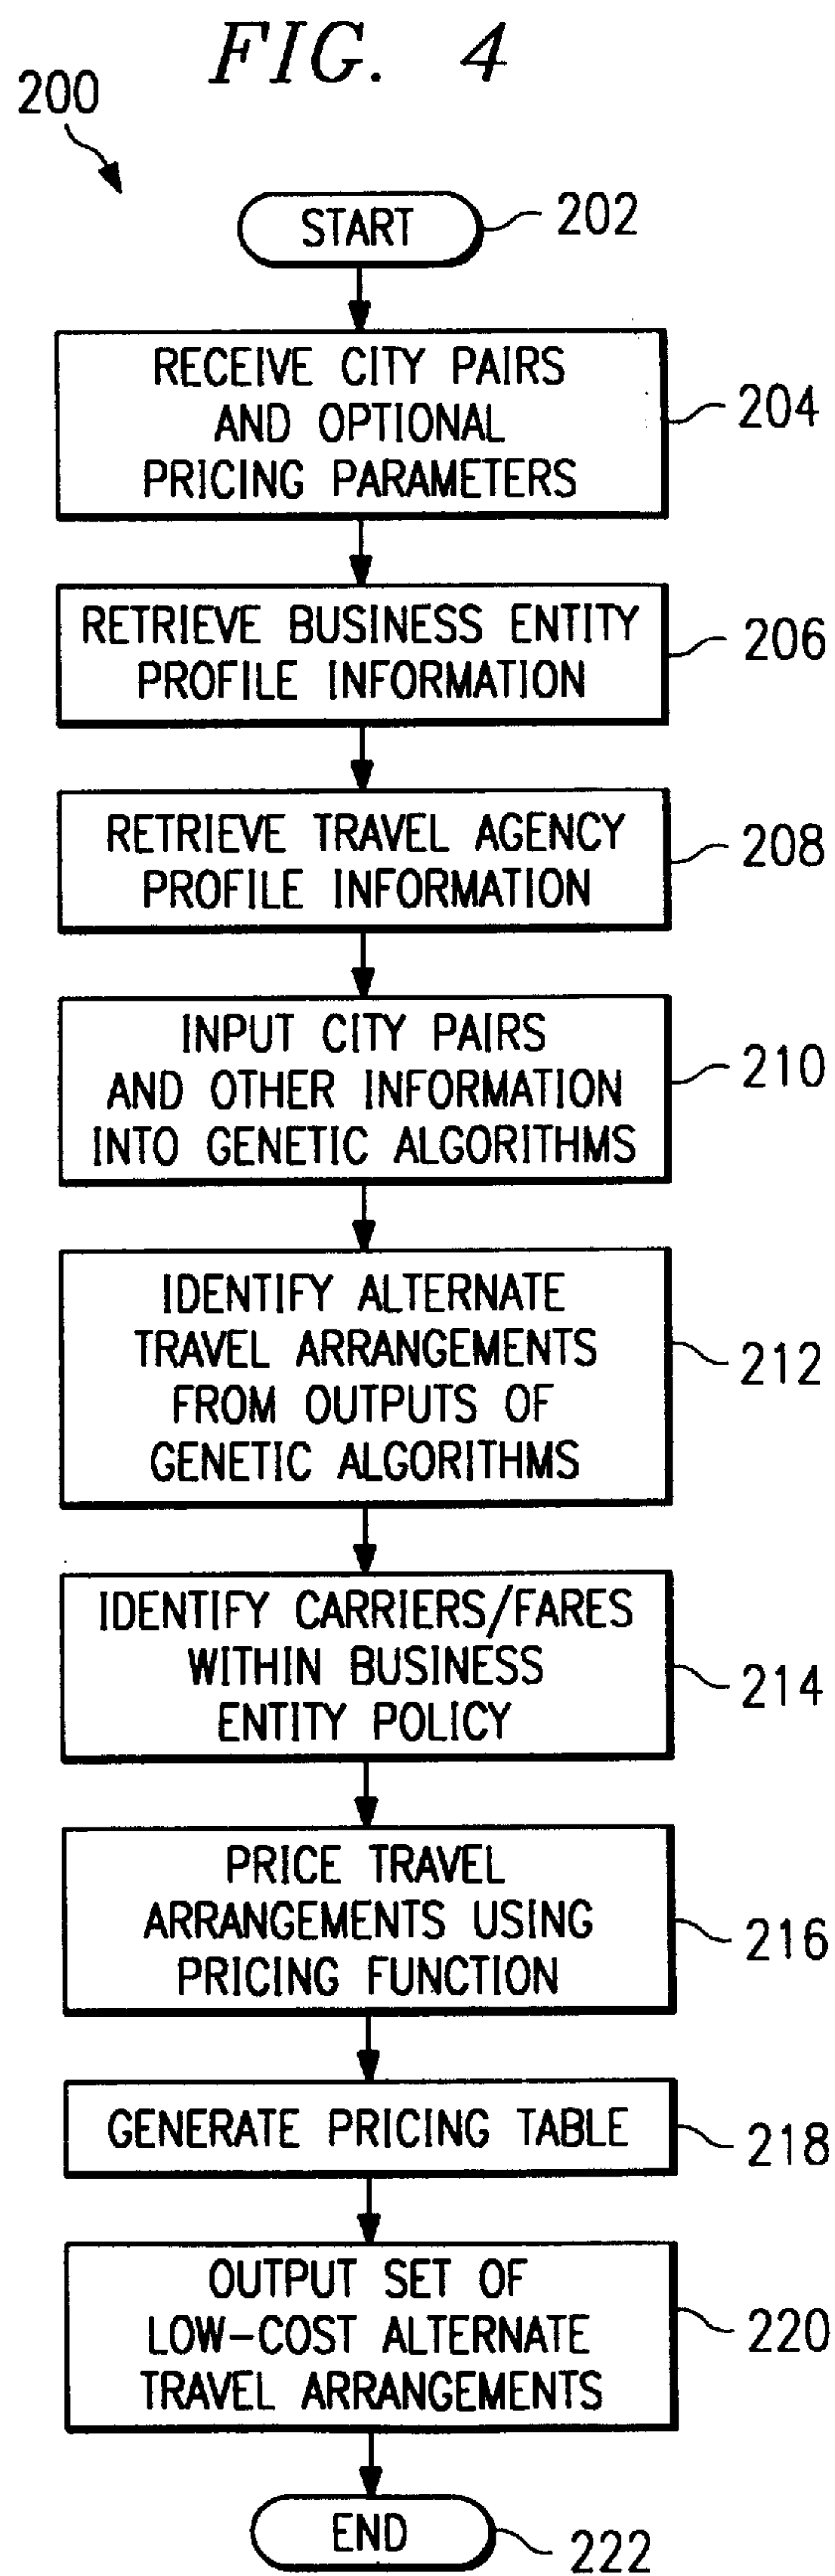 FIG. 4
200
START
202
RECEIVE CITY PAIRS
AND OPTIONAL
PRICING PARAMETERS
204
RETRIEVE BUSINESS ENTITY
PROFILE INFORMATION
206
RETRIEVE TRAVEL AGENCY
PROFILE INFORMATION
208
INPUT CITY PAIRS
AND OTHER INFORMATION
INTO GENETIC ALGORITHMS
210
IDENTIFY ALTERNATE
TRAVEL ARRANGEMENTS
FROM OUTPUTS OF
GENETIC ALGORITHMS
212
IDENTIFY CARRIERS/FARES
WITHIN BUSINESS
ENTITY POLICY
214
PRICE TRAVEL
ARRANGEMENTS USING
PRICING FUNCTION
216
GENERATE PRICING TABLE
218
OUTPUT SET OF
LOW-COST ALTERNATE
TRAVEL ARRANGEMENTS
220
END
222